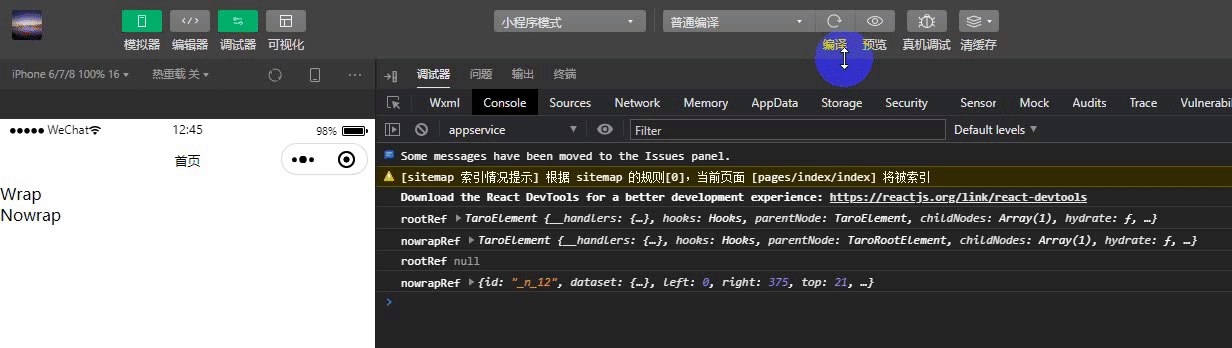 小程序模式 普通编译
模拟器 编辑器 调试器 可视化 编译 预览 真机调试 清缓存
iPhone 6/7/8 100% 16 热重载 关
调试器 问题 输出 终端
Wxml Console Sources Network Memory AppData Storage Security Sensor Mock Audits Trace Vulnerabi
appservice Filter Default levels
WeChat 12:45 98%
首页
Wrap
Nowrap
Some messages have been moved to the Issues panel.
[sitemap 索引情况提示] 根据 sitemap 的规则[0]，当前页面 [pages/index/index] 将被索引
Download the React DevTools for a better development experience: https://reactjs.org/link/react-devtools
rootRef TaroElement {__handlers: {…}, hooks: Hooks, parentNode: TaroElement, childNodes: Array(1), hydrate: ƒ, …}
nowrapRef TaroElement {__handlers: {…}, hooks: Hooks, parentNode: TaroRootElement, childNodes: Array(1), hydrate: ƒ, …}
rootRef null
nowrapRef {id: "_n_12", dataset: {…}, left: 0, right: 375, top: 21, …}